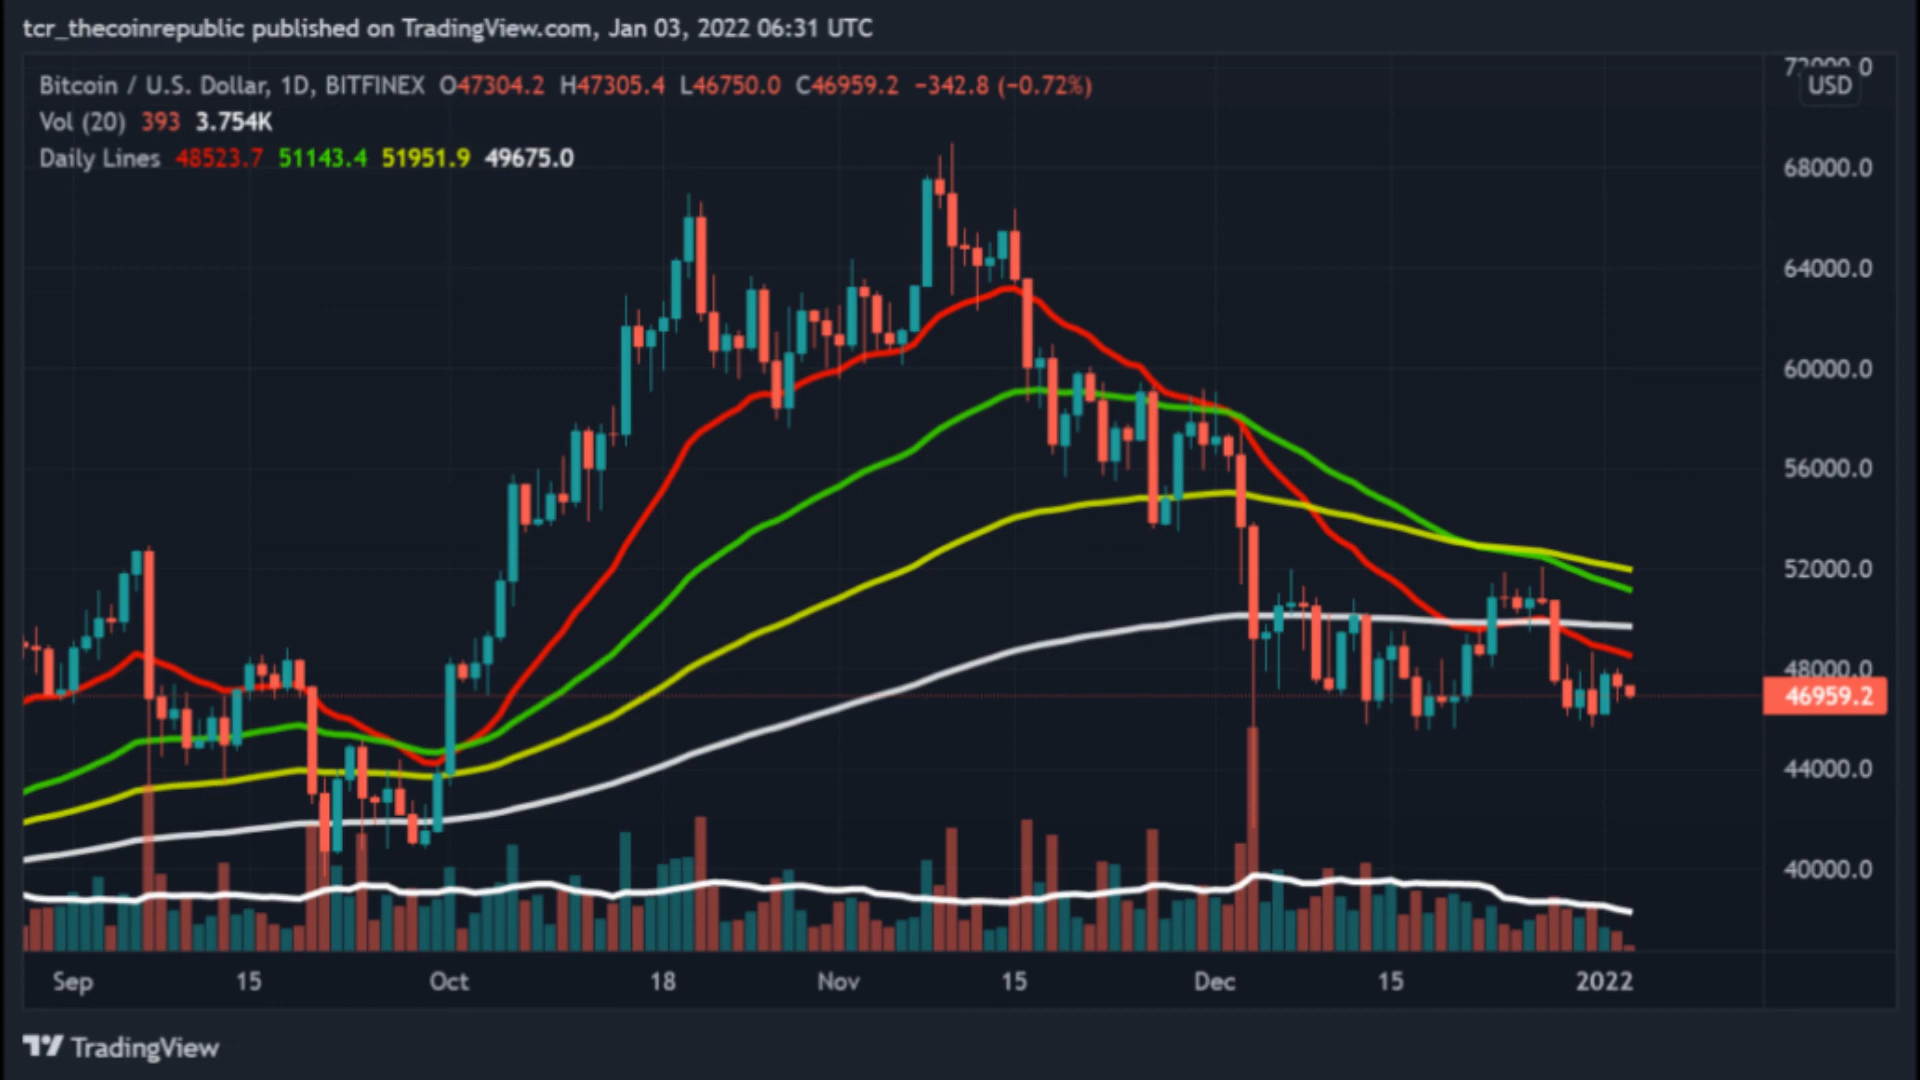 tcr_thecoinrepublic published on TradingView.com, Jan 03, 2022 06:31 UTC
Bitcoin / U.S. Dollar, 1D, BITFINEX O47304.2 H47305.4 L46750.0 C46959.2 −342.8 (−0.72%)
Vol (20) 393 3.754K
Daily Lines 48523.7 51143.4 51951.9 49675.0
72000.0
USD
68000.0
64000.0
60000.0
56000.0
52000.0
48000.0
46959.2
44000.0
40000.0
Sep 15 Oct 18 Nov 15 Dec 15 2022
TradingView